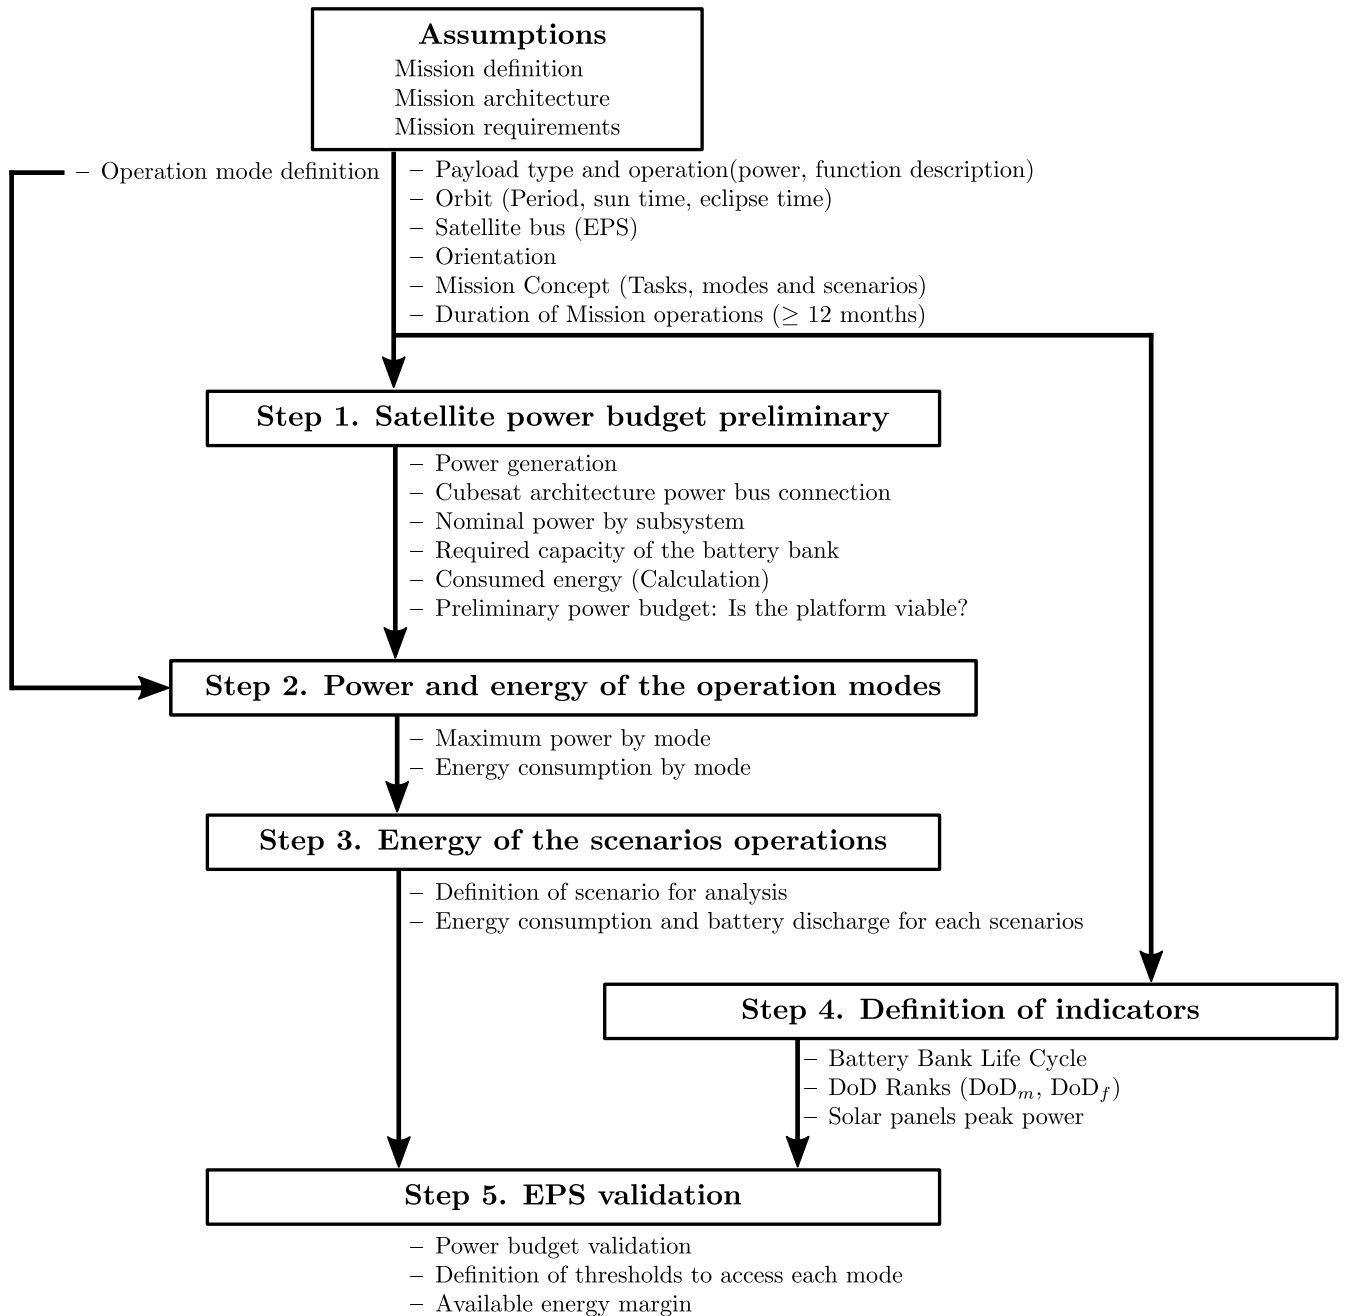 Assumptions
Mission definition
Mission architecture
Mission requirements
– Operation mode definition
– Payload type and operation(power, function description)
– Orbit (Period, sun time, eclipse time)
– Satellite bus (EPS)
– Orientation
– Mission Concept (Tasks, modes and scenarios)
– Duration of Mission operations (≥ 12 months)
Step 1. Satellite power budget preliminary
– Power generation
– Cubesat architecture power bus connection
– Nominal power by subsystem
– Required capacity of the battery bank
– Consumed energy (Calculation)
– Preliminary power budget: Is the platform viable?
Step 2. Power and energy of the operation modes
– Maximum power by mode
– Energy consumption by mode
Step 3. Energy of the scenarios operations
– Definition of scenario for analysis
– Energy consumption and battery discharge for each scenarios
Step 4. Definition of indicators
– Battery Bank Life Cycle
– DoD Ranks (DoDₘ, DoD_f)
– Solar panels peak power
Step 5. EPS validation
– Power budget validation
– Definition of thresholds to access each mode
– Available energy margin